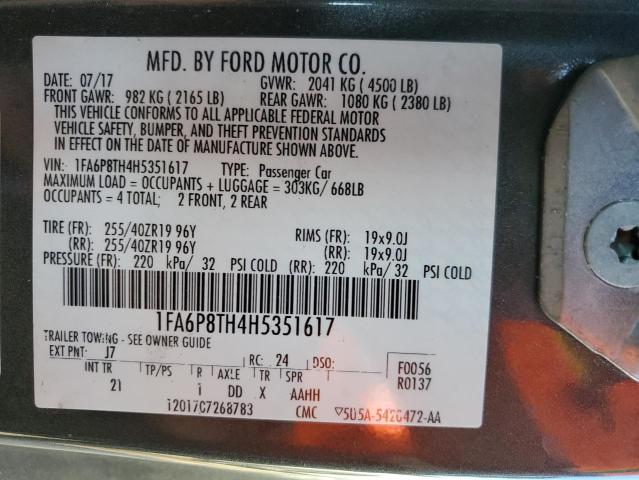 MFD. BY FORD MOTOR CO.
DATE: 07/17 GVWR: 2041 KG ( 4500 LB)
FRONT GAWR: 982 KG ( 2165 LB) REAR GAWR: 1080 KG ( 2380 LB)
THIS VEHICLE CONFORMS TO ALL APPLICABLE FEDERAL MOTOR
VEHICLE SAFETY, BUMPER, AND THEFT PREVENTION STANDARDS
IN EFFECT ON THE DATE OF MANUFACTURE SHOWN ABOVE.
VIN: 1FA6P8TH4H5351617 TYPE: Passenger Car
MAXIMUM LOAD = OCCUPANTS + LUGGAGE = 303KG/ 668LB
OCCUPANTS = 4 TOTAL; 2 FRONT, 2 REAR
TIRE (FR): 255/40ZR19 96Y RIMS (FR): 19x9.0J
(RR): 255/40ZR19 96Y (RR): 19x9.0J
PRESSURE (FR): 220 kPa/ 32 PSI COLD (RR): 220 kPa/ 32 PSI COLD
1FA6P8TH4H5351617
TRAILER TOWING - SEE OWNER GUIDE
EXT PNT: J7 RC: 24 DSO: F0056
INT TR TP/PS R AXLE TR SPR R0137
21 1 DD X AAHH
12017C7268783 CMC ▽5U5A-5420472-AA